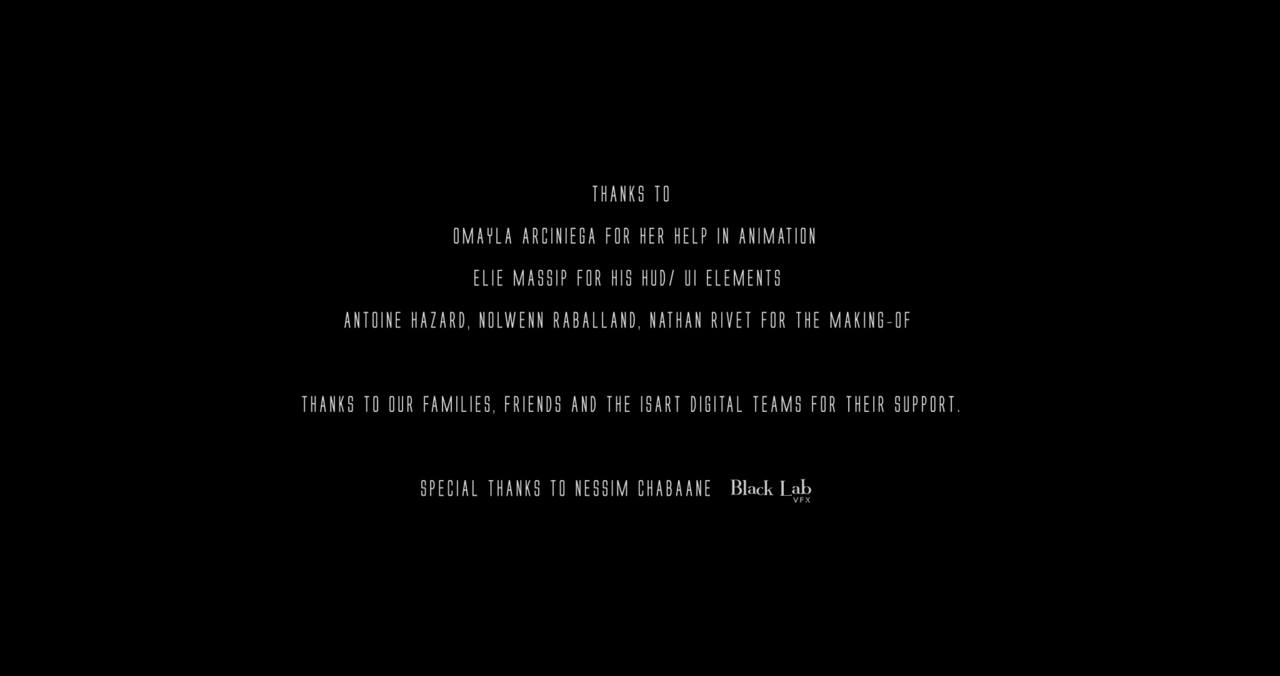 THANKS TO
OMAYLA ARCINIEGA FOR HER HELP IN ANIMATION
ELIE MASSIP FOR HIS HUD/ UI ELEMENTS
ANTOINE HAZARD, NOLWENN RABALLAND, NATHAN RIVET FOR THE MAKING-OF
THANKS TO OUR FAMILIES, FRIENDS AND THE ISART DIGITAL TEAMS FOR THEIR SUPPORT.
SPECIAL THANKS TO NESSIM CHABAANE Black Lab
VFX